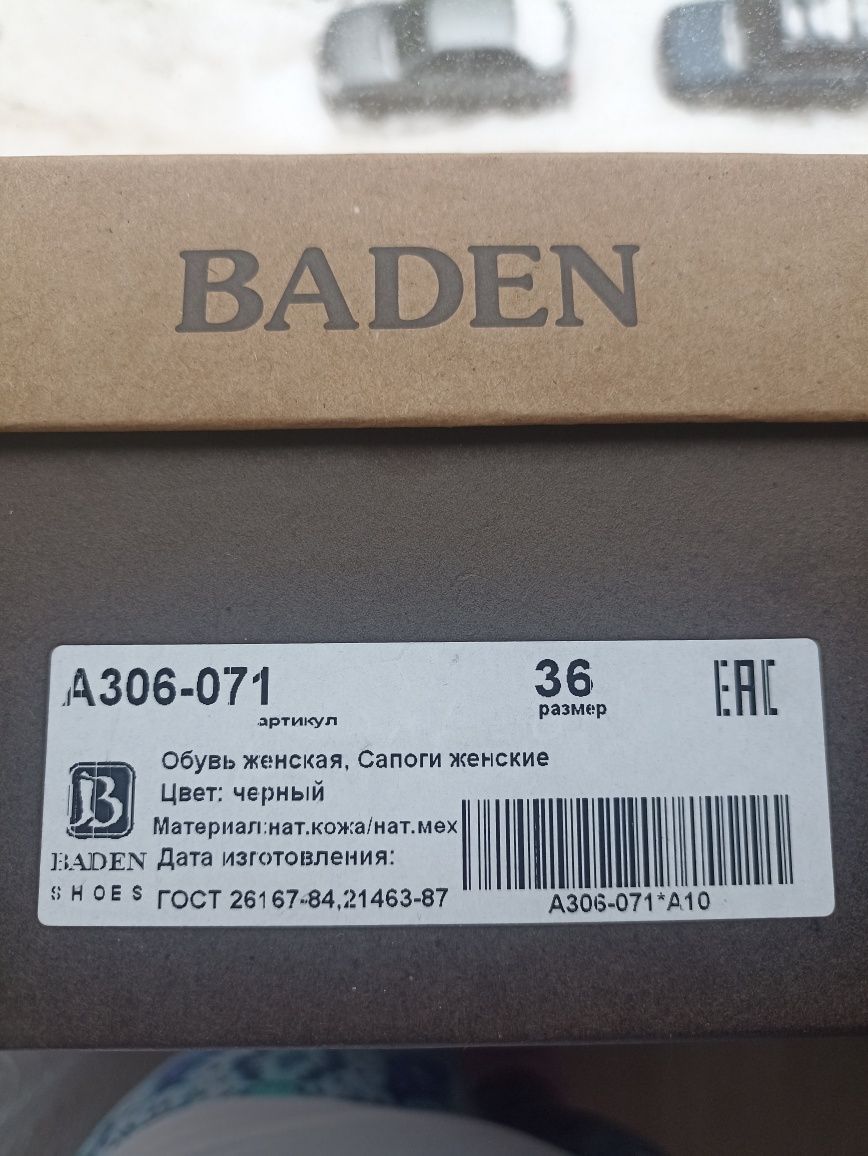 BADEN
A306-071
артикул
36
размер
EAC
Обувь женская, Сапоги женские
Цвет: черный
Материал:нат.кожа/нат.мех
Дата изготовления:
ГОСТ 26167-84,21463-87
B
BADEN
SHOES
A306-071*A10